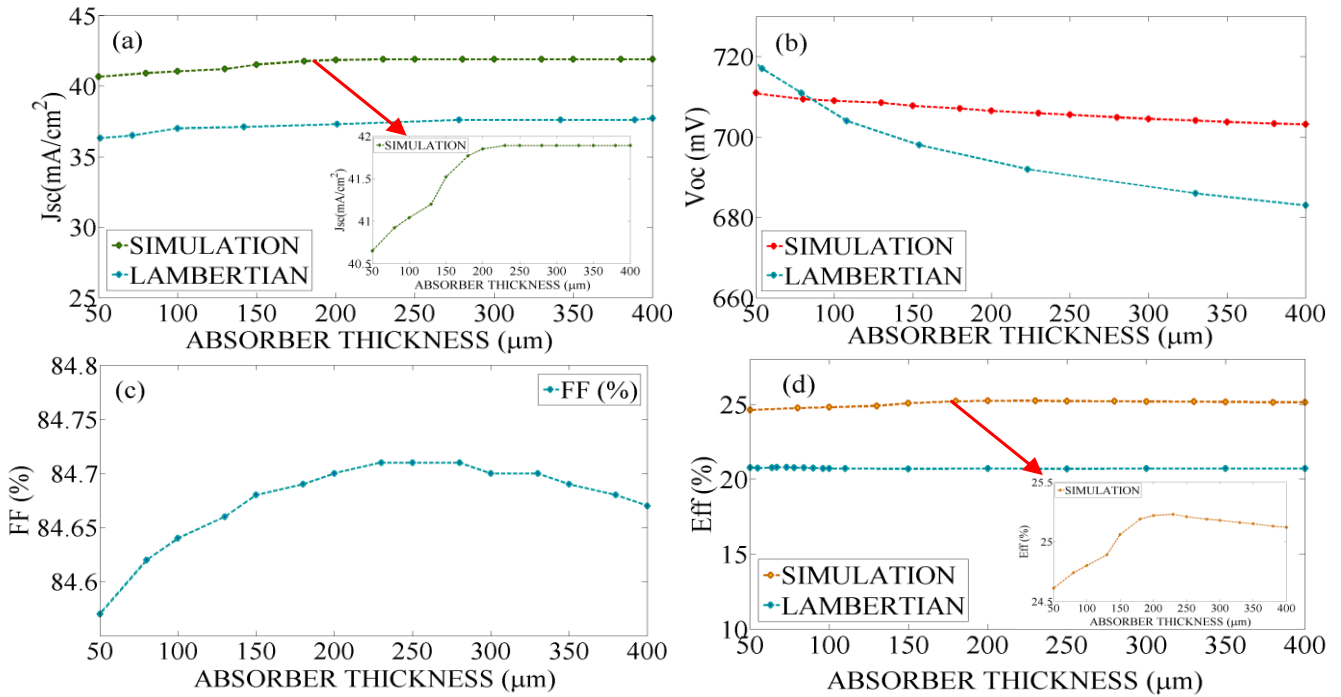 (a)
45
40
35
30
25
Jsc(mA/cm²)
50 100 150 200 250 300 350 400
ABSORBER THICKNESS (μm)
SIMULATION
LAMBERTIAN
SIMULATION
42
41.5
41
40.5
Jsc(mA/cm²)
50 100 150 200 250 300 350 400
ABSORBER THICKNESS (μm)
(b)
720
700
680
660
Voc (mV)
50 100 150 200 250 300 350 400
ABSORBER THICKNESS (μm)
SIMULATION
LAMBERTIAN
(c)
FF (%)
84.8
84.75
84.7
84.65
84.6
FF (%)
50 100 150 200 250 300 350 400
ABSORBER THICKNESS (μm)
(d)
25
20
15
10
Eff (%)
50 100 150 200 250 300 350 400
ABSORBER THICKNESS (μm)
SIMULATION
LAMBERTIAN
SIMULATION
25.5
25
24.5
Eff (%)
50 100 150 200 250 300 350 400
ABSORBER THICKNESS (μm)